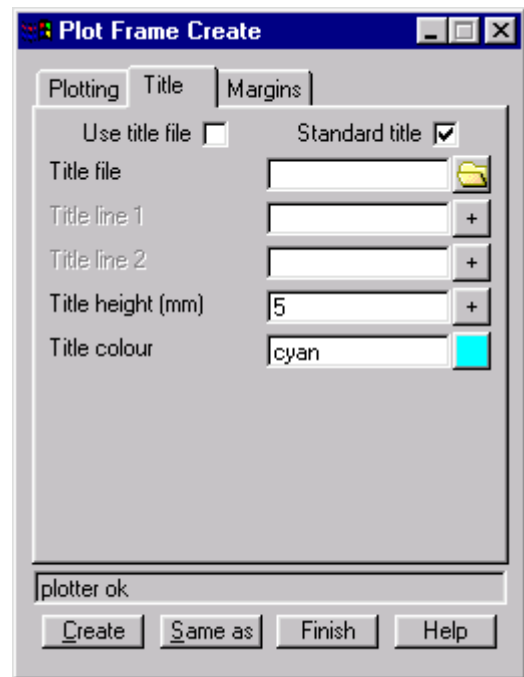 Plot Frame Create
Plotting Title Margins
Use title file Standard title
Title file
Title line 1 +
Title line 2 +
Title height (mm) 5 +
Title colour cyan
plotter ok
Create Same as Finish Help